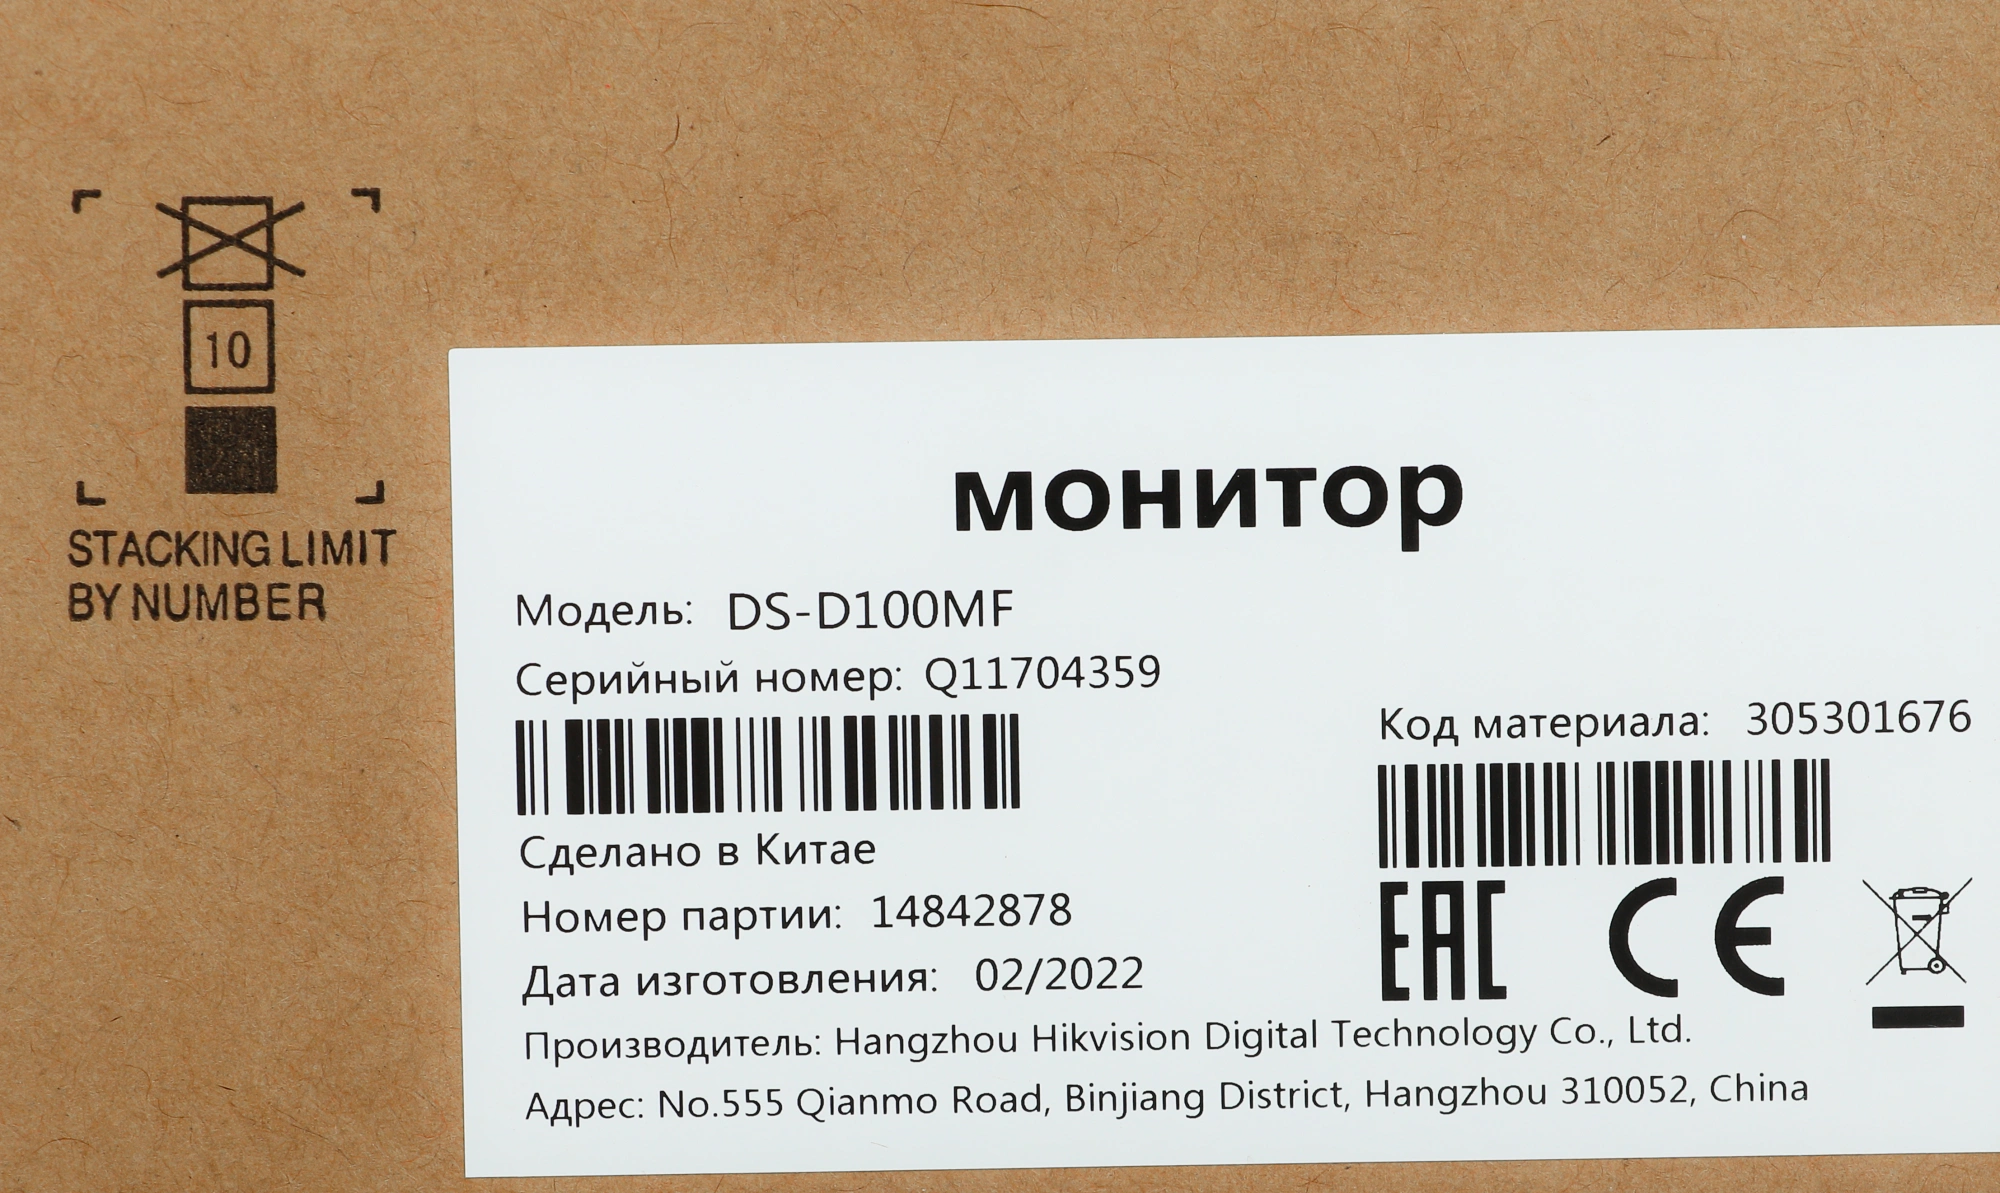 10
STACKING LIMIT
BY NUMBER
монитор
Модель: DS-D100MF
Серийный номер: Q11704359
Код материала: 305301676
Сделано в Китае
Номер партии: 14842878
Дата изготовления: 02/2022
EAC CE
Производитель: Hangzhou Hikvision Digital Technology Co., Ltd.
Адрес: No.555 Qianmo Road, Binjiang District, Hangzhou 310052, China